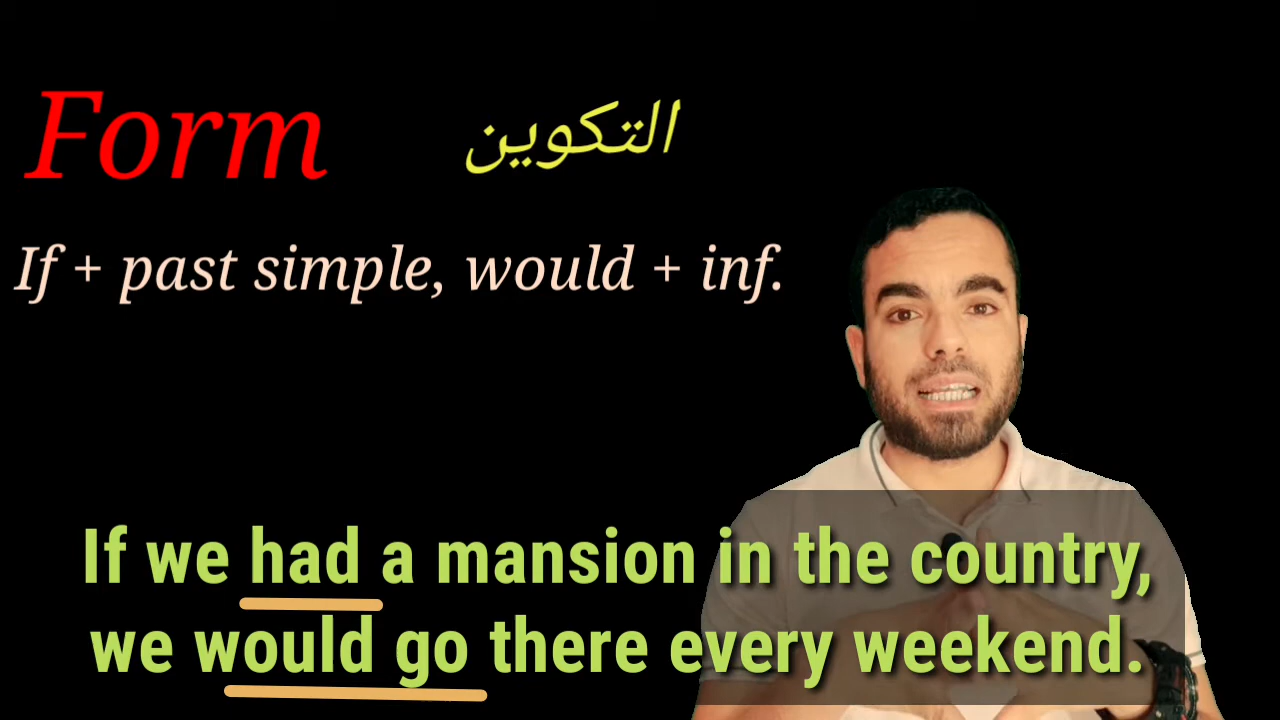 Form التكوين
If + past simple, would + inf.
If we had a mansion in the country,
we would go there every weekend.